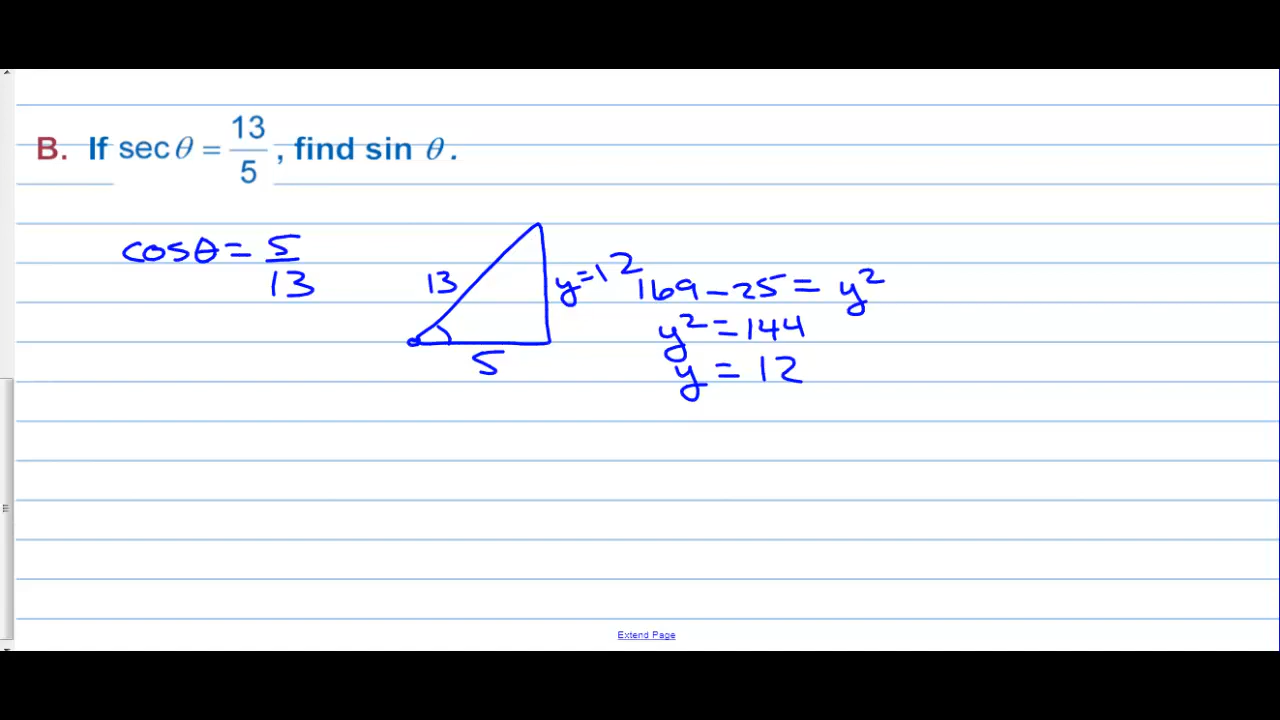 B. If sec θ = 13/5, find sin θ.
cos θ = 5/13
13
y=12
5
169 - 25 = y²
y² = 144
y = 12
Extend Page